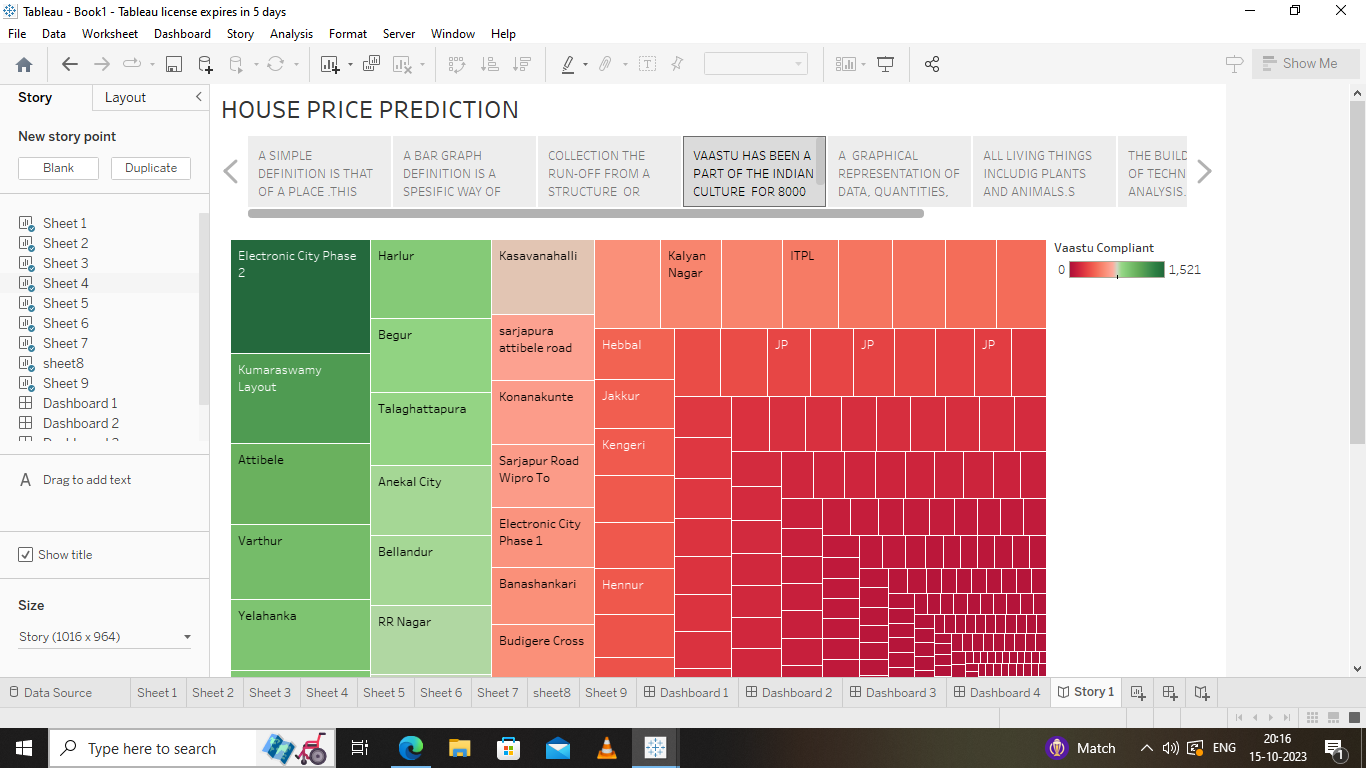 Tableau - Book1 - Tableau license expires in 5 days
File Data Worksheet Dashboard Story Analysis Format Server Window Help
Show Me
Story Layout
New story point
Blank Duplicate
Sheet 1
Sheet 2
Sheet 3
Sheet 4
Sheet 5
Sheet 6
Sheet 7
sheet8
Sheet 9
Dashboard 1
Dashboard 2
A Drag to add text
Show title
Size
Story (1016 x 964)
HOUSE PRICE PREDICTION
A SIMPLE
DEFINITION IS THAT
OF A PLACE .THIS
A BAR GRAPH
DEFINITION IS A
SPESIFIC WAY OF
COLLECTION THE
RUN-OFF FROM A
STRUCTURE OR
VAASTU HAS BEEN A
PART OF THE INDIAN
CULTURE FOR 8000
A GRAPHICAL
REPRESENTATION OF
DATA, QUANTITIES,
ALL LIVING THINGS
INCLUDIG PLANTS
AND ANIMALS.S
THE BUILD
OF TECHN
ANALYSIS.
Electronic City Phase
2
Kumaraswamy
Layout
Attibele
Varthur
Yelahanka
Harlur
Begur
Talaghattapura
Anekal City
Bellandur
RR Nagar
Kasavanahalli
sarjapura
attibele road
Konanakunte
Sarjapur Road
Wipro To
Electronic City
Phase 1
Banashankari
Budigere Cross
Kalyan
Nagar
ITPL
Hebbal
JP
JP
JP
Jakkur
Kengeri
Hennur
Vaastu Compliant
0 1,521
Data Source Sheet 1 Sheet 2 Sheet 3 Sheet 4 Sheet 5 Sheet 6 Sheet 7 sheet8 Sheet 9 Dashboard 1 Dashboard 2 Dashboard 3 Dashboard 4 Story 1
Type here to search
Match
ENG
20:16
15-10-2023
1